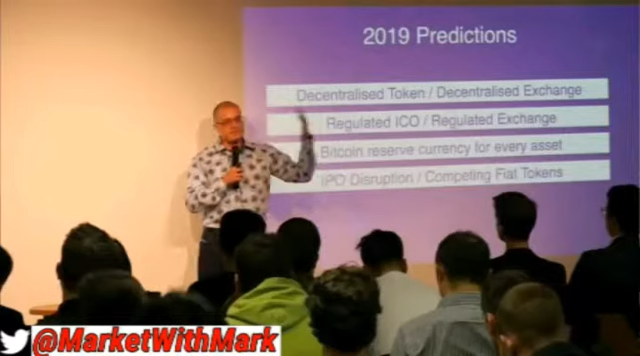 2019 Predictions
Decentralised Token / Decentralised Exchange
Regulated ICO / Regulated Exchange
Bitcoin reserve currency for every asset
IPO Disruption / Competing Fiat Tokens
@MarketWithMark